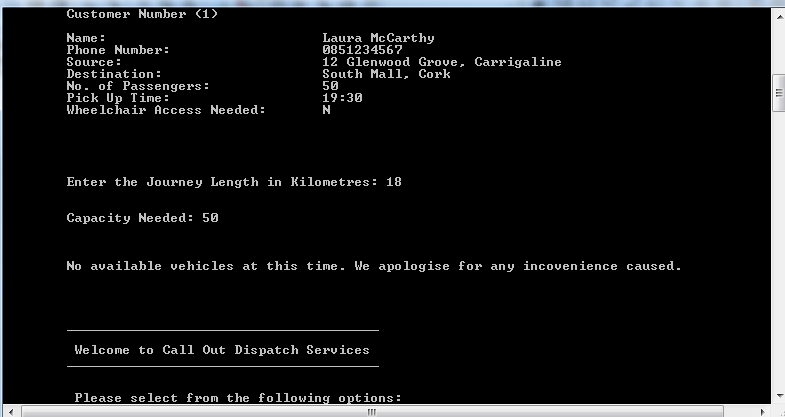 Customer Number (1)
Name: Laura McCarthy
Phone Number: 0851234567
Source: 12 Glenwood Grove, Carrigaline
Destination: South Mall, Cork
No. of Passengers: 50
Pick Up Time: 19:30
Wheelchair Access Needed: N
Enter the Journey Length in Kilometres: 18
Capacity Needed: 50
No available vehicles at this time. We apologise for any incovenience caused.
Welcome to Call Out Dispatch Services
Please select from the following options: